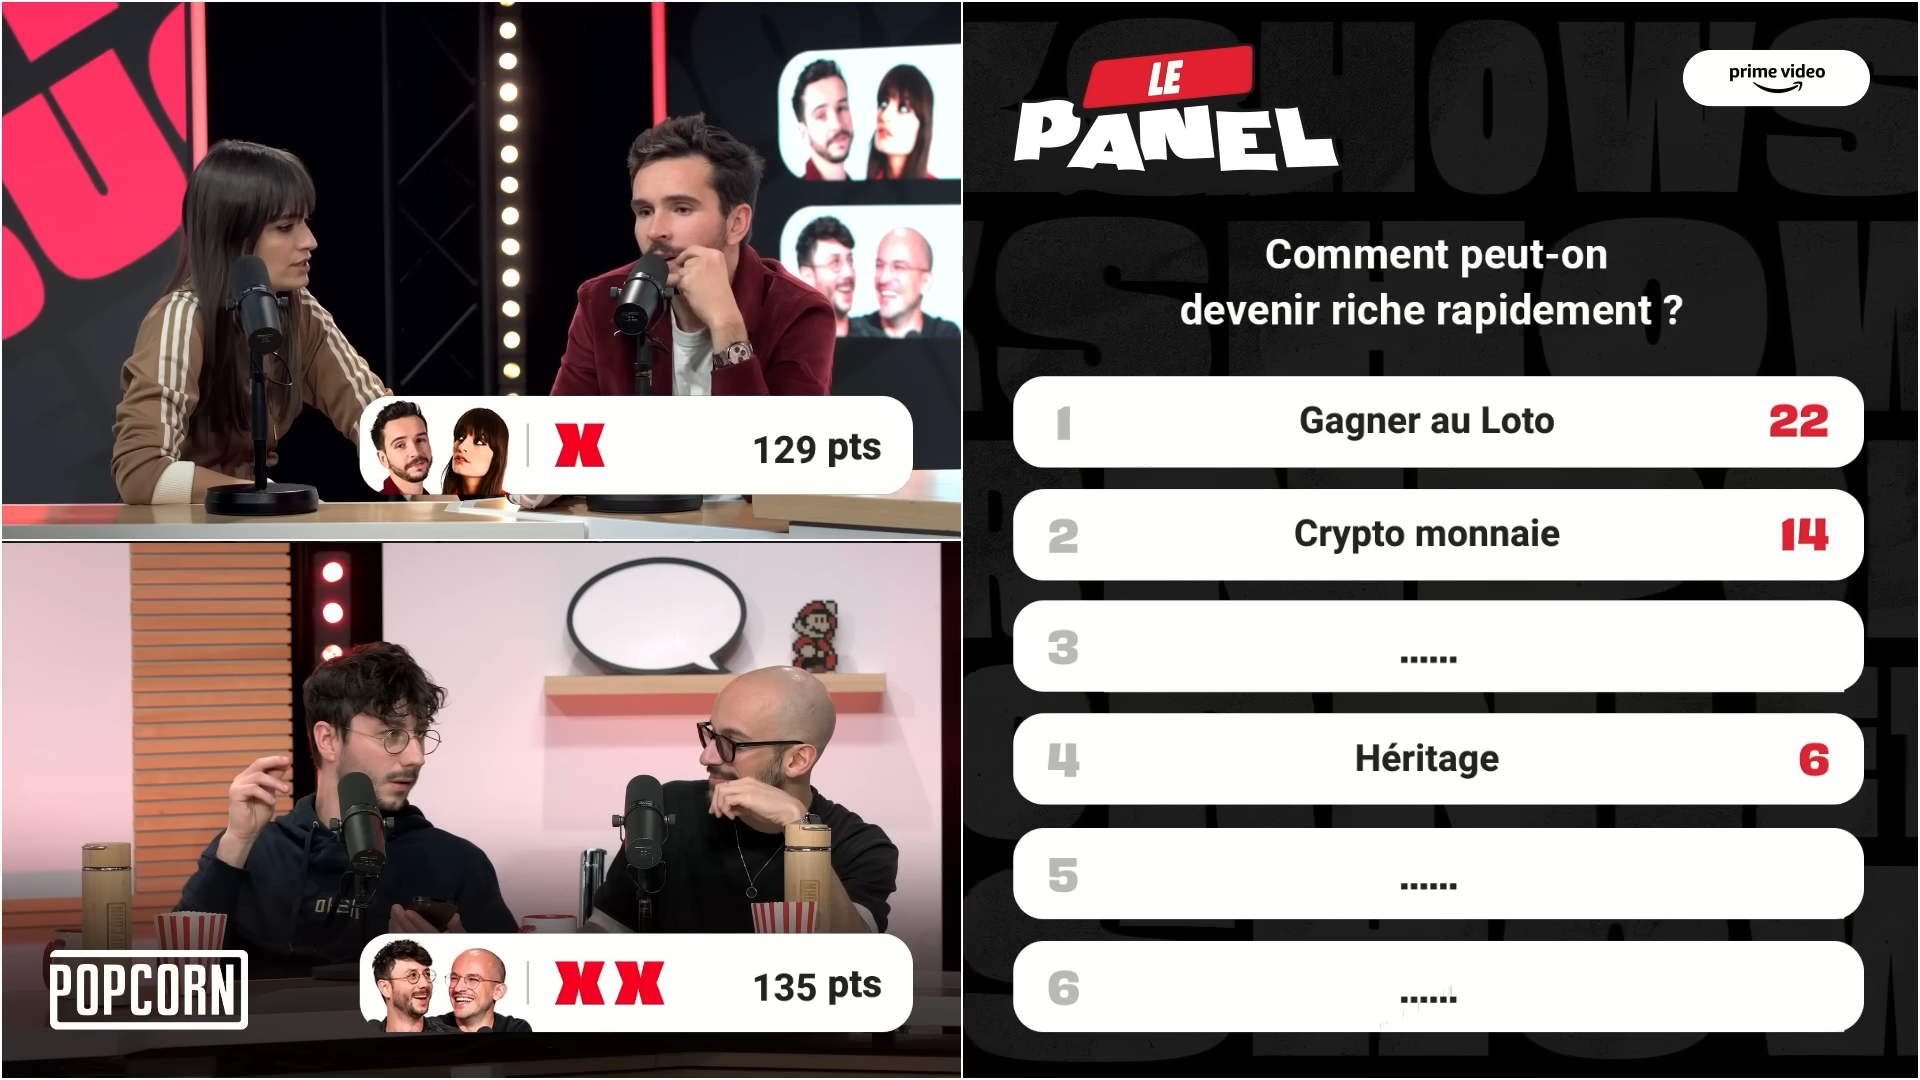 129 pts
POPCORN
135 pts
LE
PANEL
prime video
Comment peut-on
devenir riche rapidement ?
1 Gagner au Loto 22
2 Crypto monnaie 14
3 ......
4 Héritage 6
5 ......
6 ......